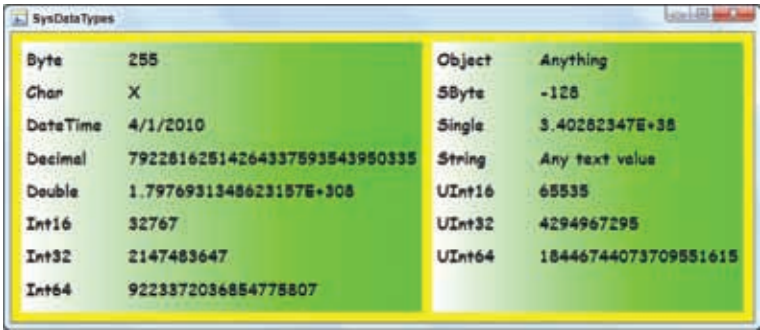 SysDataTypes
Byte 255
Char X
DateTime 4/1/2010
Decimal 79228162514264337593543950335
Double 1.7976931348623157E+308
Int16 32767
Int32 2147483647
Int64 9223372036854775807
Object Anything
SByte -128
Single 3.40282347E+38
String Any text value
UInt16 65535
UInt32 4294967295
UInt64 18446744073709551615